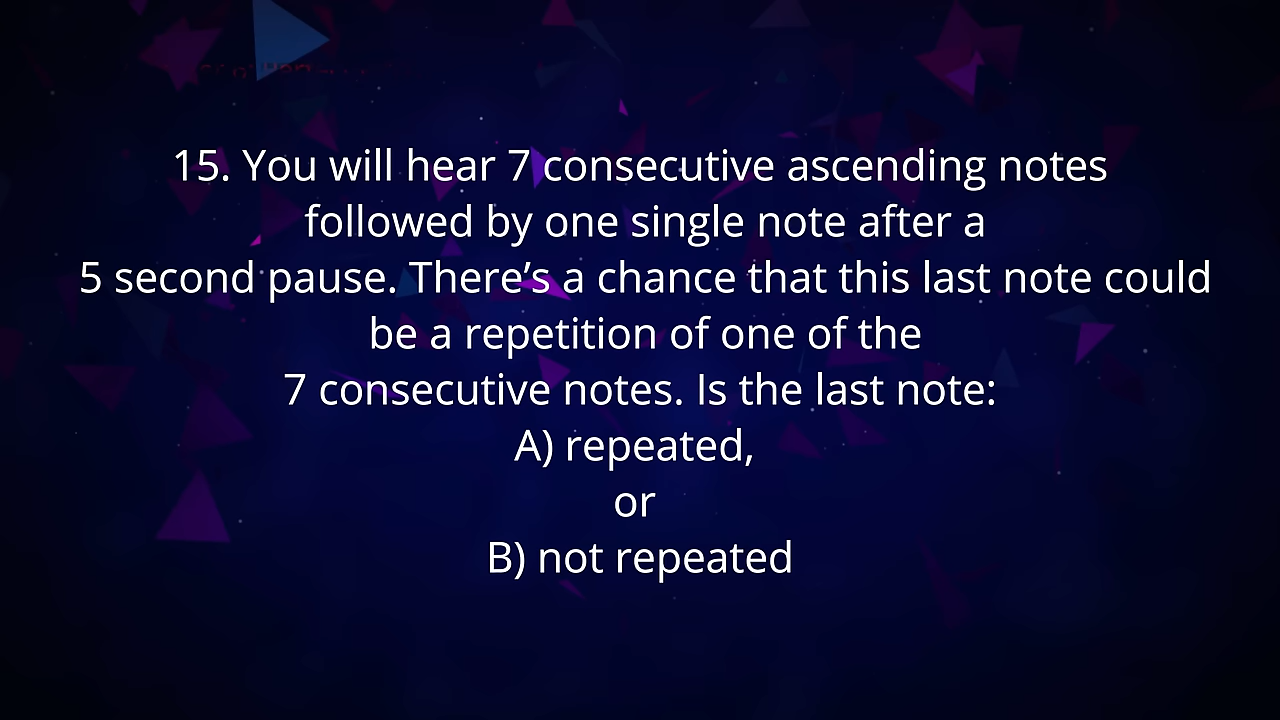 15. You will hear 7 consecutive ascending notes
followed by one single note after a
5 second pause. There’s a chance that this last note could
be a repetition of one of the
7 consecutive notes. Is the last note:
A) repeated,
or
B) not repeated